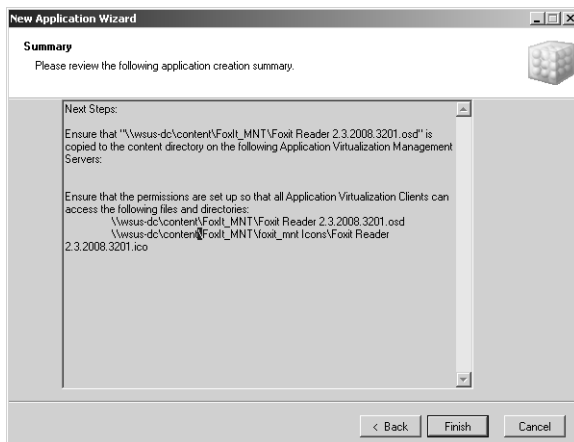 New Application Wizard
Summary
Please review the following application creation summary.
Next Steps:
Ensure that "\\wsus-dc\content\FoxIt_MNT\Foxit Reader 2.3.2008.3201.osd" is
copied to the content directory on the following Application Virtualization Management
Servers:
Ensure that the permissions are set up so that all Application Virtualization Clients can
access the following files and directories:
\\wsus-dc\content\FoxIt_MNT\Foxit Reader 2.3.2008.3201.osd
\\wsus-dc\content\FoxIt_MNT\foxit_mnt Icons\Foxit Reader
2.3.2008.3201.ico
< Back Finish Cancel